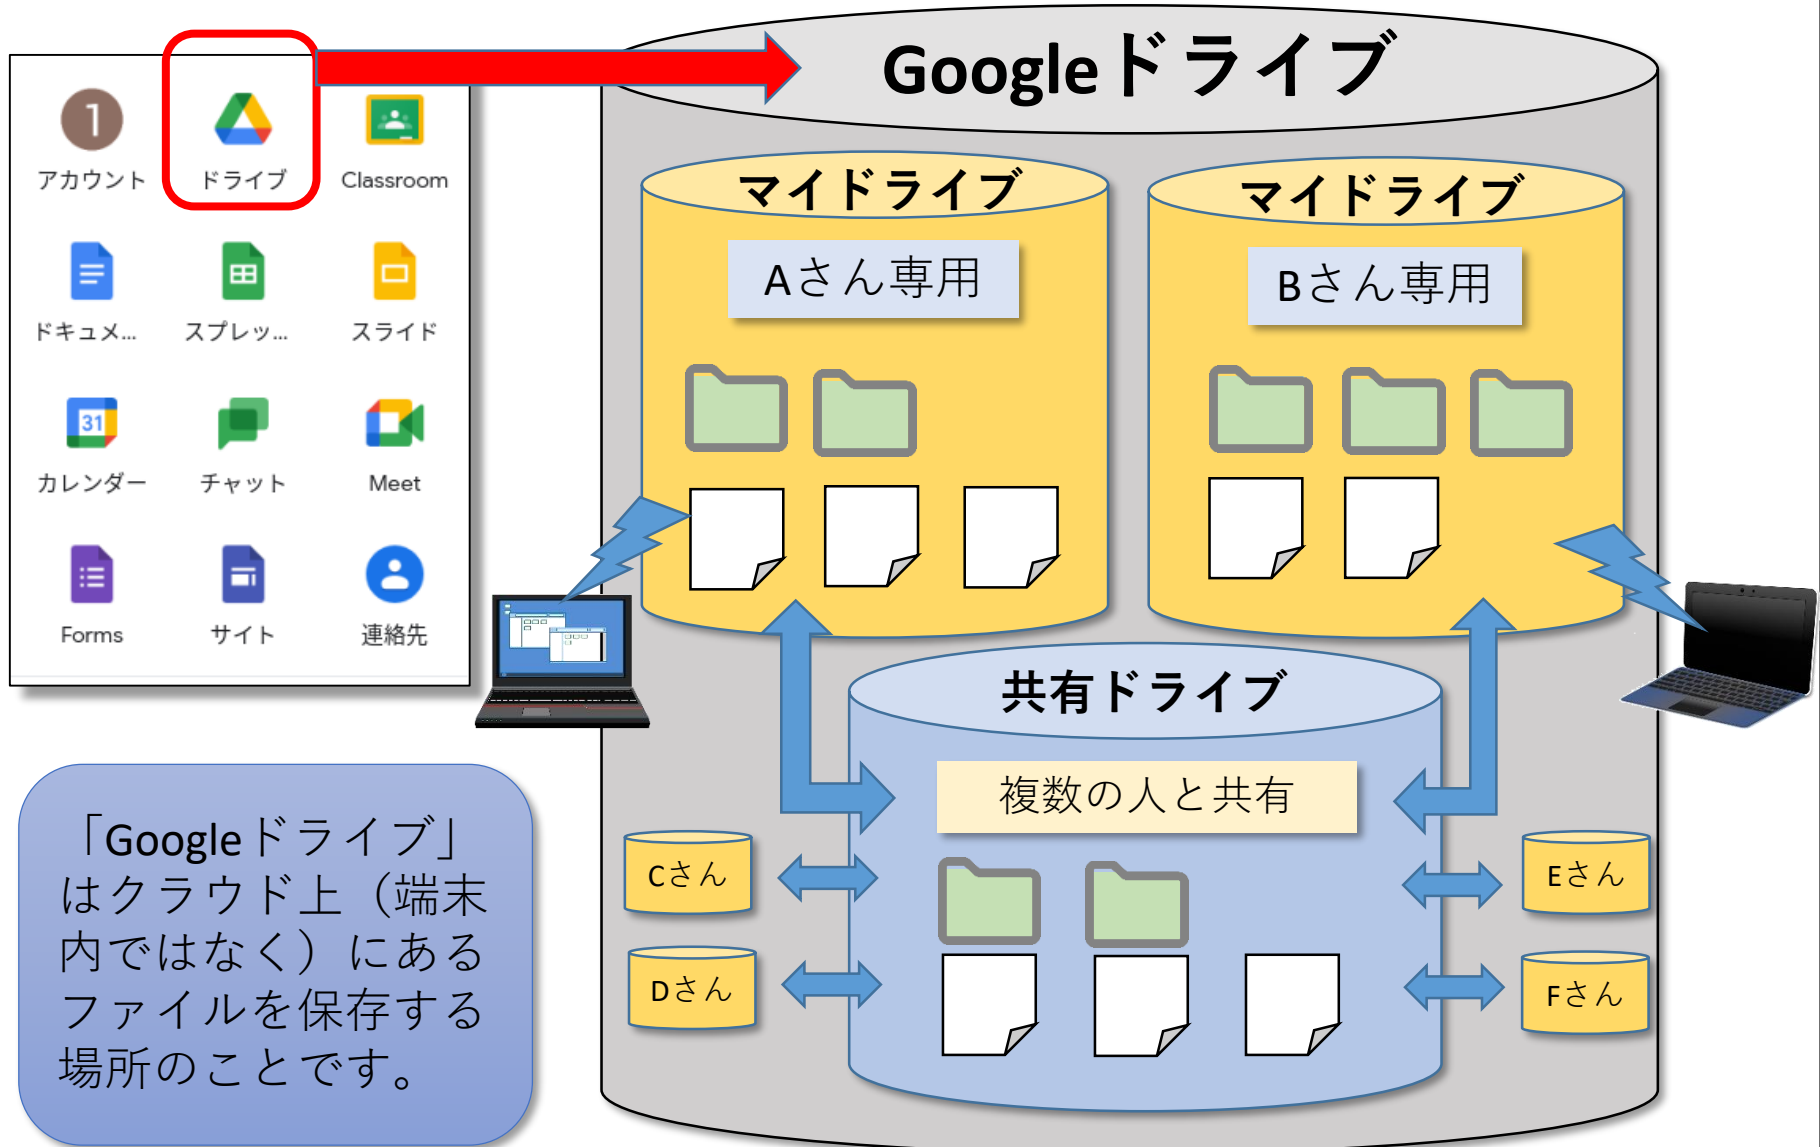 Googleドライブ
1
アカウント
ドライブ
Classroom
ドキュメ...
スプレッ...
スライド
31
カレンダー
チャット
Meet
Forms
サイト
連絡先
マイドライブ
Aさん専用
マイドライブ
Bさん専用
共有ドライブ
複数の人と共有
Cさん
Dさん
Eさん
Fさん
「Googleドライブ」
はクラウド上（端末
内ではなく）にある
ファイルを保存する
場所のことです。